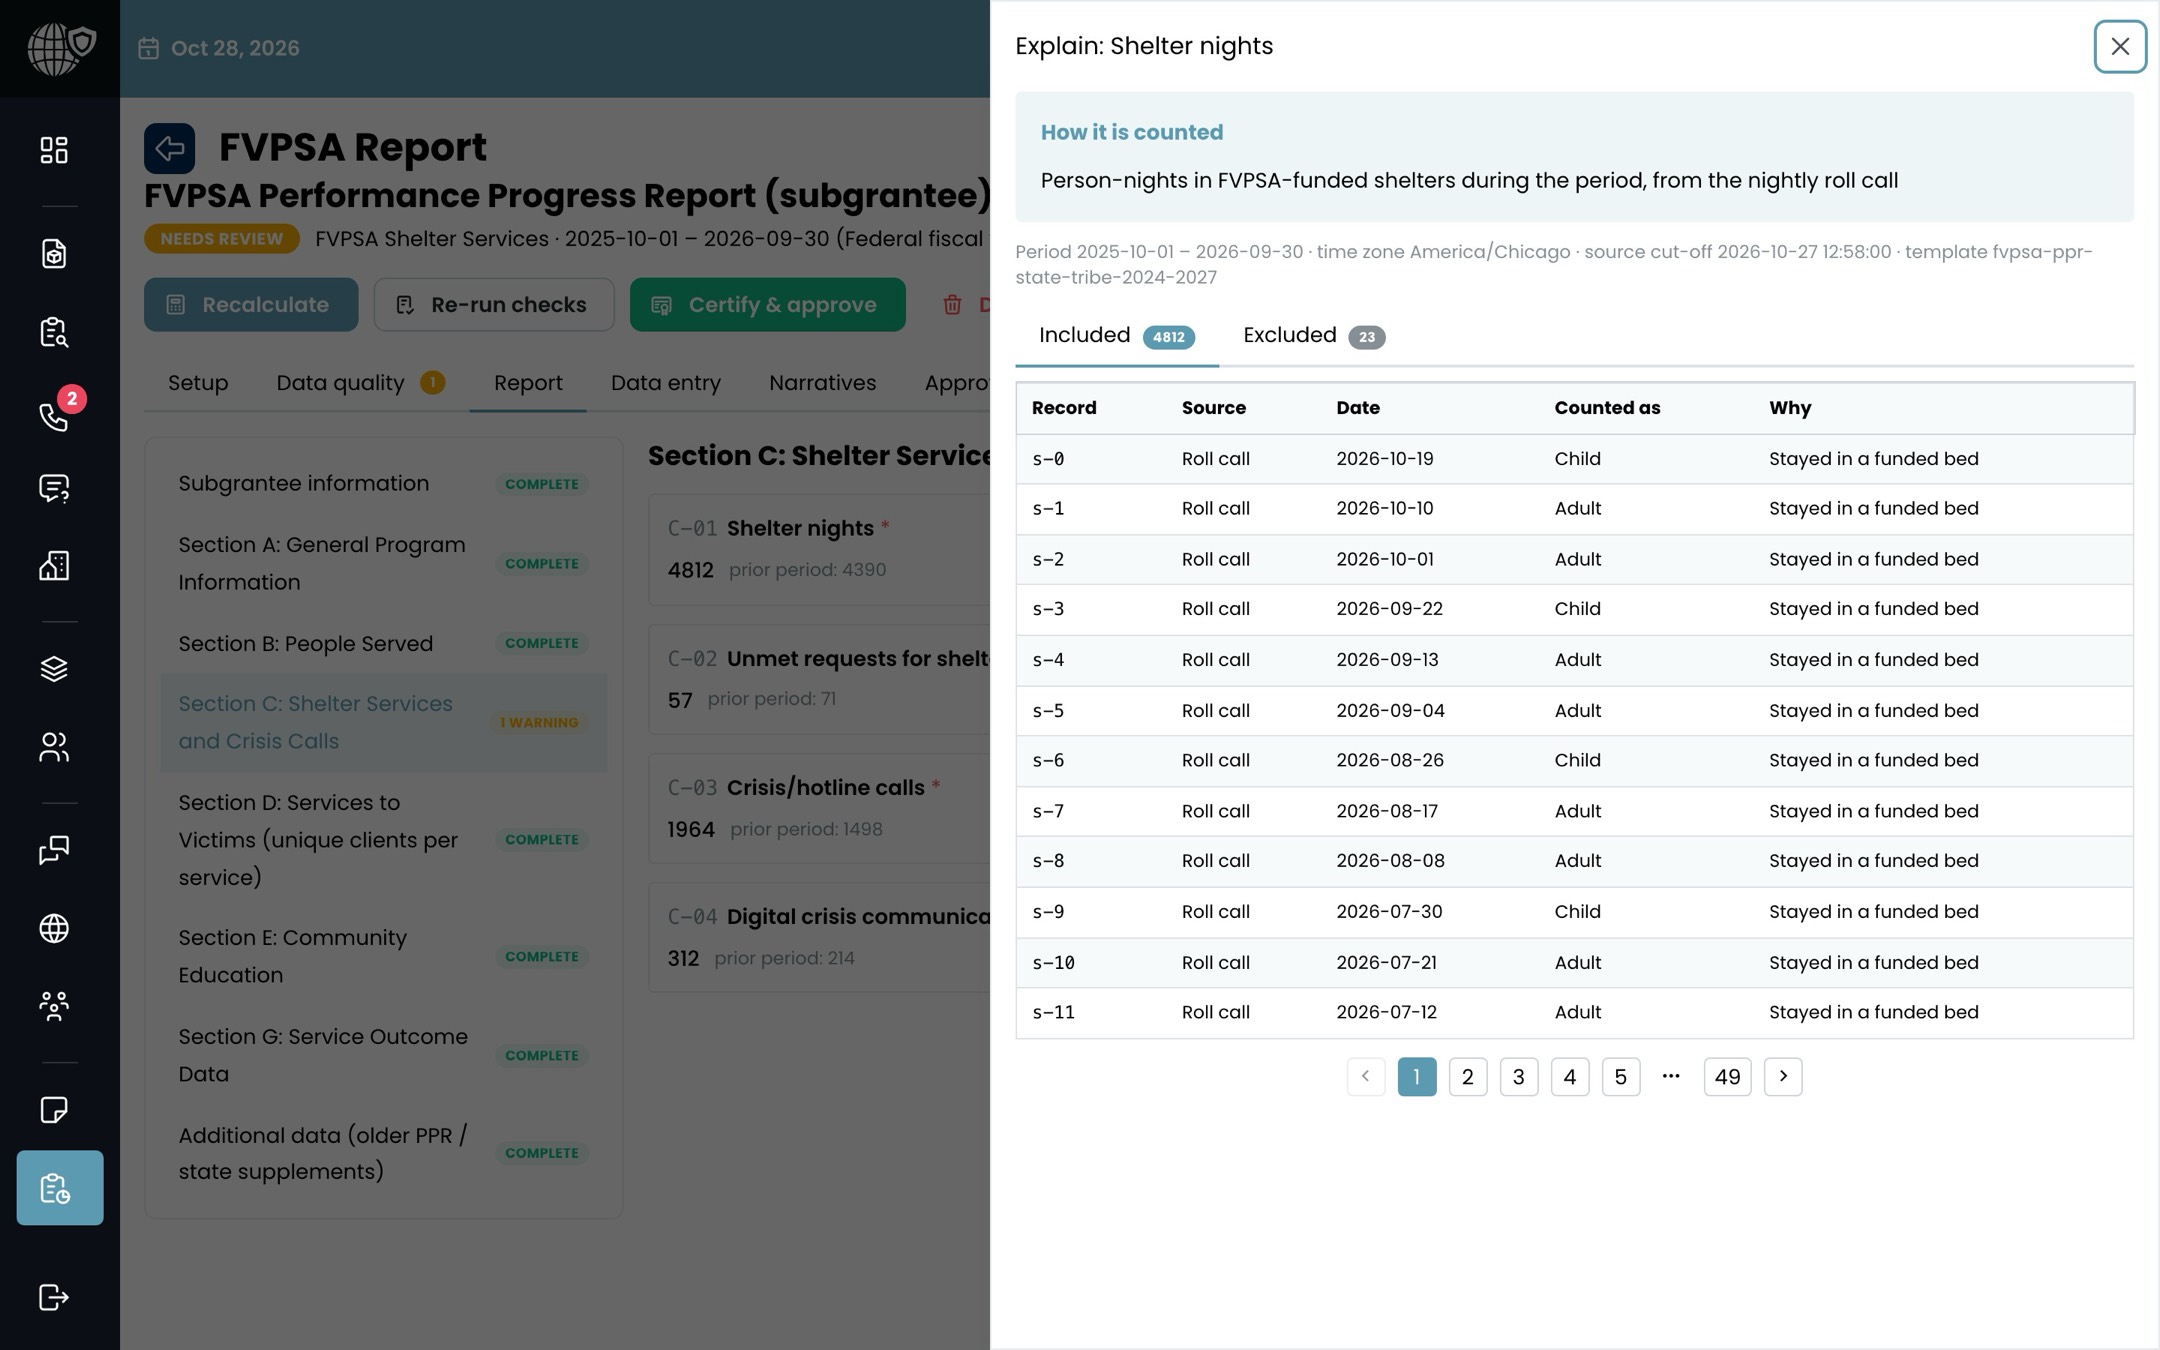 Oct 28, 2026
FVPSA Report
FVPSA Performance Progress Report (subgrantee)
NEEDS REVIEW FVPSA Shelter Services · 2025-10-01 – 2026-09-30 (Federal fiscal
Recalculate Re-run checks Certify & approve
Setup Data quality 1 Report Data entry Narratives Appro
2
Subgrantee information COMPLETE
Section A: General Program
Information COMPLETE
Section B: People Served COMPLETE
Section C: Shelter Services
and Crisis Calls 1 WARNING
Section D: Services to
Victims (unique clients per
service) COMPLETE
Section E: Community
Education COMPLETE
Section G: Service Outcome
Data COMPLETE
Additional data (older PPR /
state supplements) COMPLETE
Section C: Shelter Service
C-01 Shelter nights *
4812 prior period: 4390
C-02 Unmet requests for shelt
57 prior period: 71
C-03 Crisis/hotline calls *
1964 prior period: 1498
C-04 Digital crisis communica
312 prior period: 214
Explain: Shelter nights
How it is counted
Person-nights in FVPSA-funded shelters during the period, from the nightly roll call
Period 2025-10-01 – 2026-09-30 · time zone America/Chicago · source cut-off 2026-10-27 12:58:00 · template fvpsa-ppr-
state-tribe-2024-2027
Included 4812 Excluded 23
Record Source Date Counted as Why
s-0 Roll call 2026-10-19 Child Stayed in a funded bed
s-1 Roll call 2026-10-10 Adult Stayed in a funded bed
s-2 Roll call 2026-10-01 Adult Stayed in a funded bed
s-3 Roll call 2026-09-22 Child Stayed in a funded bed
s-4 Roll call 2026-09-13 Adult Stayed in a funded bed
s-5 Roll call 2026-09-04 Adult Stayed in a funded bed
s-6 Roll call 2026-08-26 Child Stayed in a funded bed
s-7 Roll call 2026-08-17 Adult Stayed in a funded bed
s-8 Roll call 2026-08-08 Adult Stayed in a funded bed
s-9 Roll call 2026-07-30 Child Stayed in a funded bed
s-10 Roll call 2026-07-21 Adult Stayed in a funded bed
s-11 Roll call 2026-07-12 Adult Stayed in a funded bed
1 2 3 4 5 ··· 49